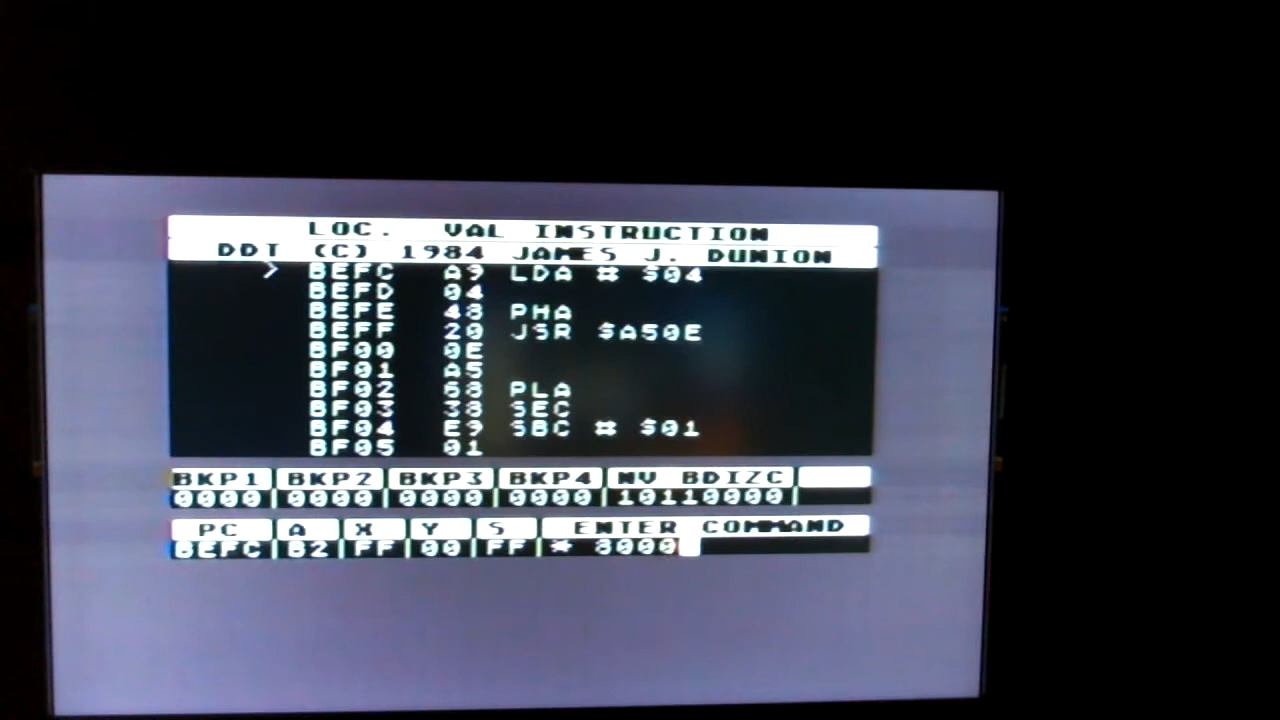 LOC. VAL INSTRUCTION
DDT (C) 1984 JAMES J. DUNION
> BEFC A9 LDA # $04
BEFD 04
BEFE 48 PHA
BEFF 20 JSR $A50E
BF00 0E
BF01 A5
BF02 68 PLA
BF03 38 SEC
BF04 E9 SBC # $01
BF05 01
BKP1 BKP2 BKP3 BKP4 NV BDIZC
0000 0000 0000 0000 10110000
PC A X Y S ENTER COMMAND
BEFC B2 FF 00 FF * 8000